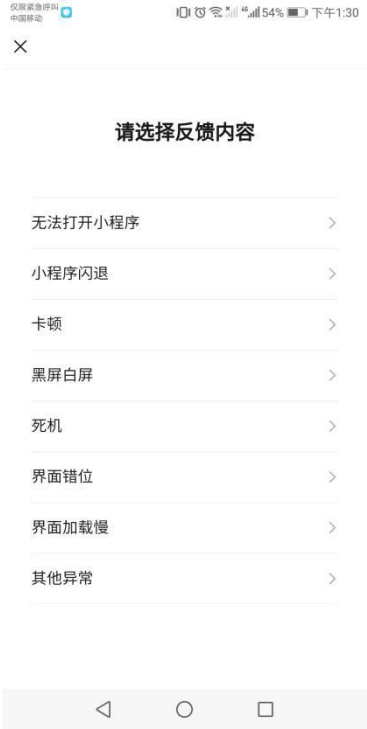 仅限紧急呼叫
中国移动
46 54% 下午1:30
请选择反馈内容
无法打开小程序
小程序闪退
卡顿
黑屏白屏
死机
界面错位
界面加载慢
其他异常